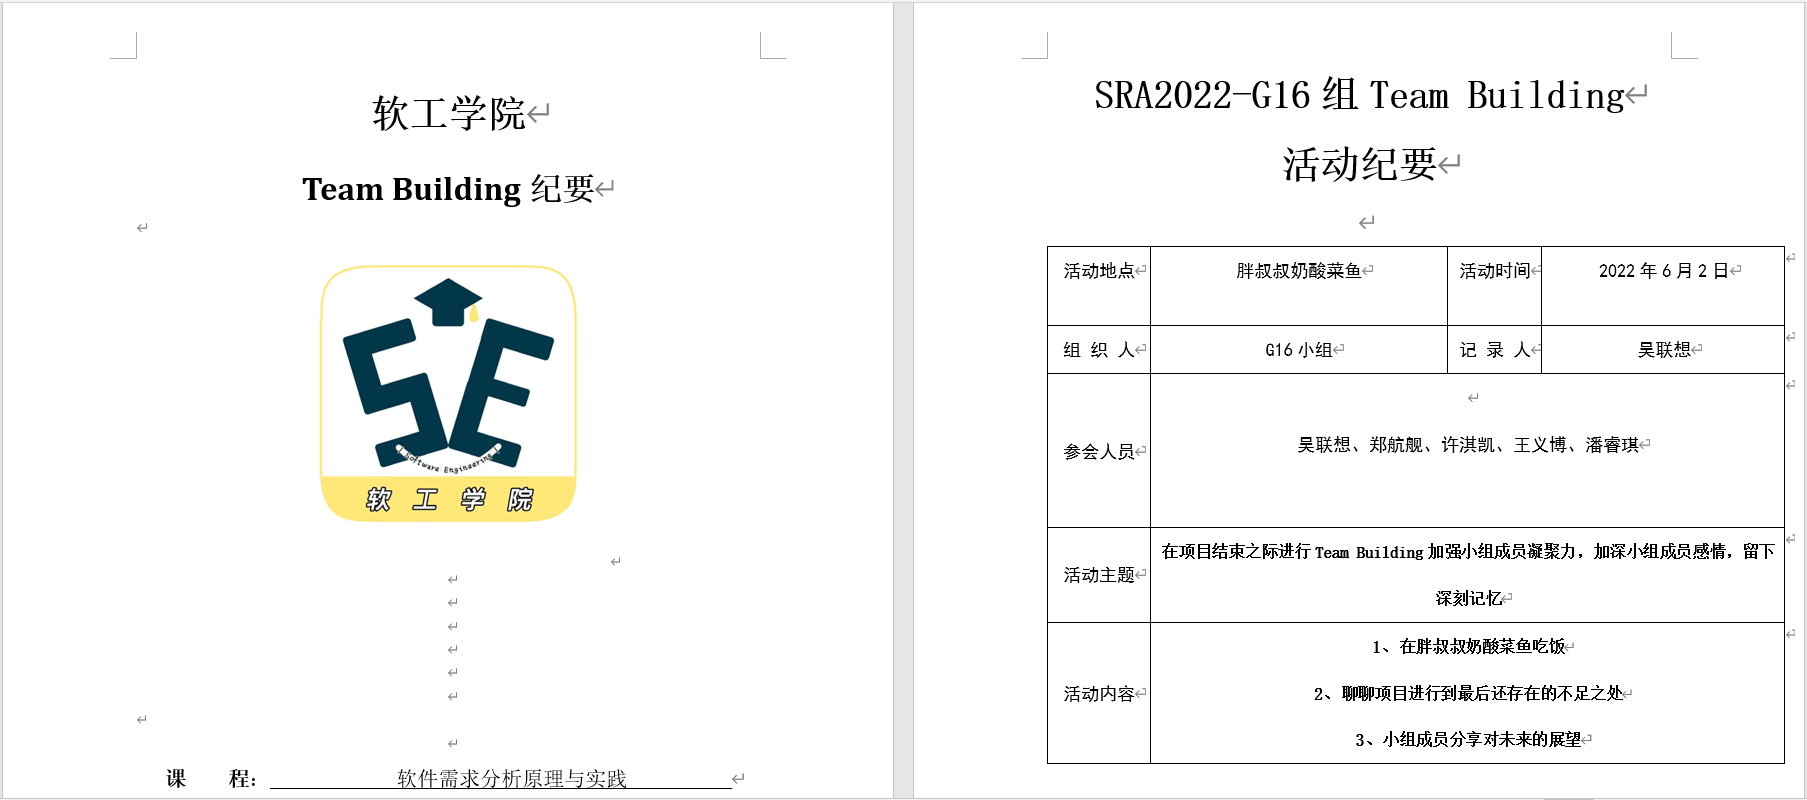 软工学院
Team Building 纪要
Software Engineering
软工学院
课 程： 软件需求分析原理与实践
SRA2022-G16 组 Team Building
活动纪要
活动地点 胖叔叔奶酸菜鱼 活动时间 2022 年 6 月 2 日
组 织 人 G16 小组 记 录 人 吴联想
参会人员 吴联想、郑航舰、许淇凯、王义博、潘睿琪
活动主题 在项目结束之际进行 Team Building 加强小组成员凝聚力，加深小组成员感情，留下
深刻记忆
活动内容 1、在胖叔叔奶酸菜鱼吃饭
2、聊聊项目进行到最后还存在的不足之处
3、小组成员分享对未来的展望